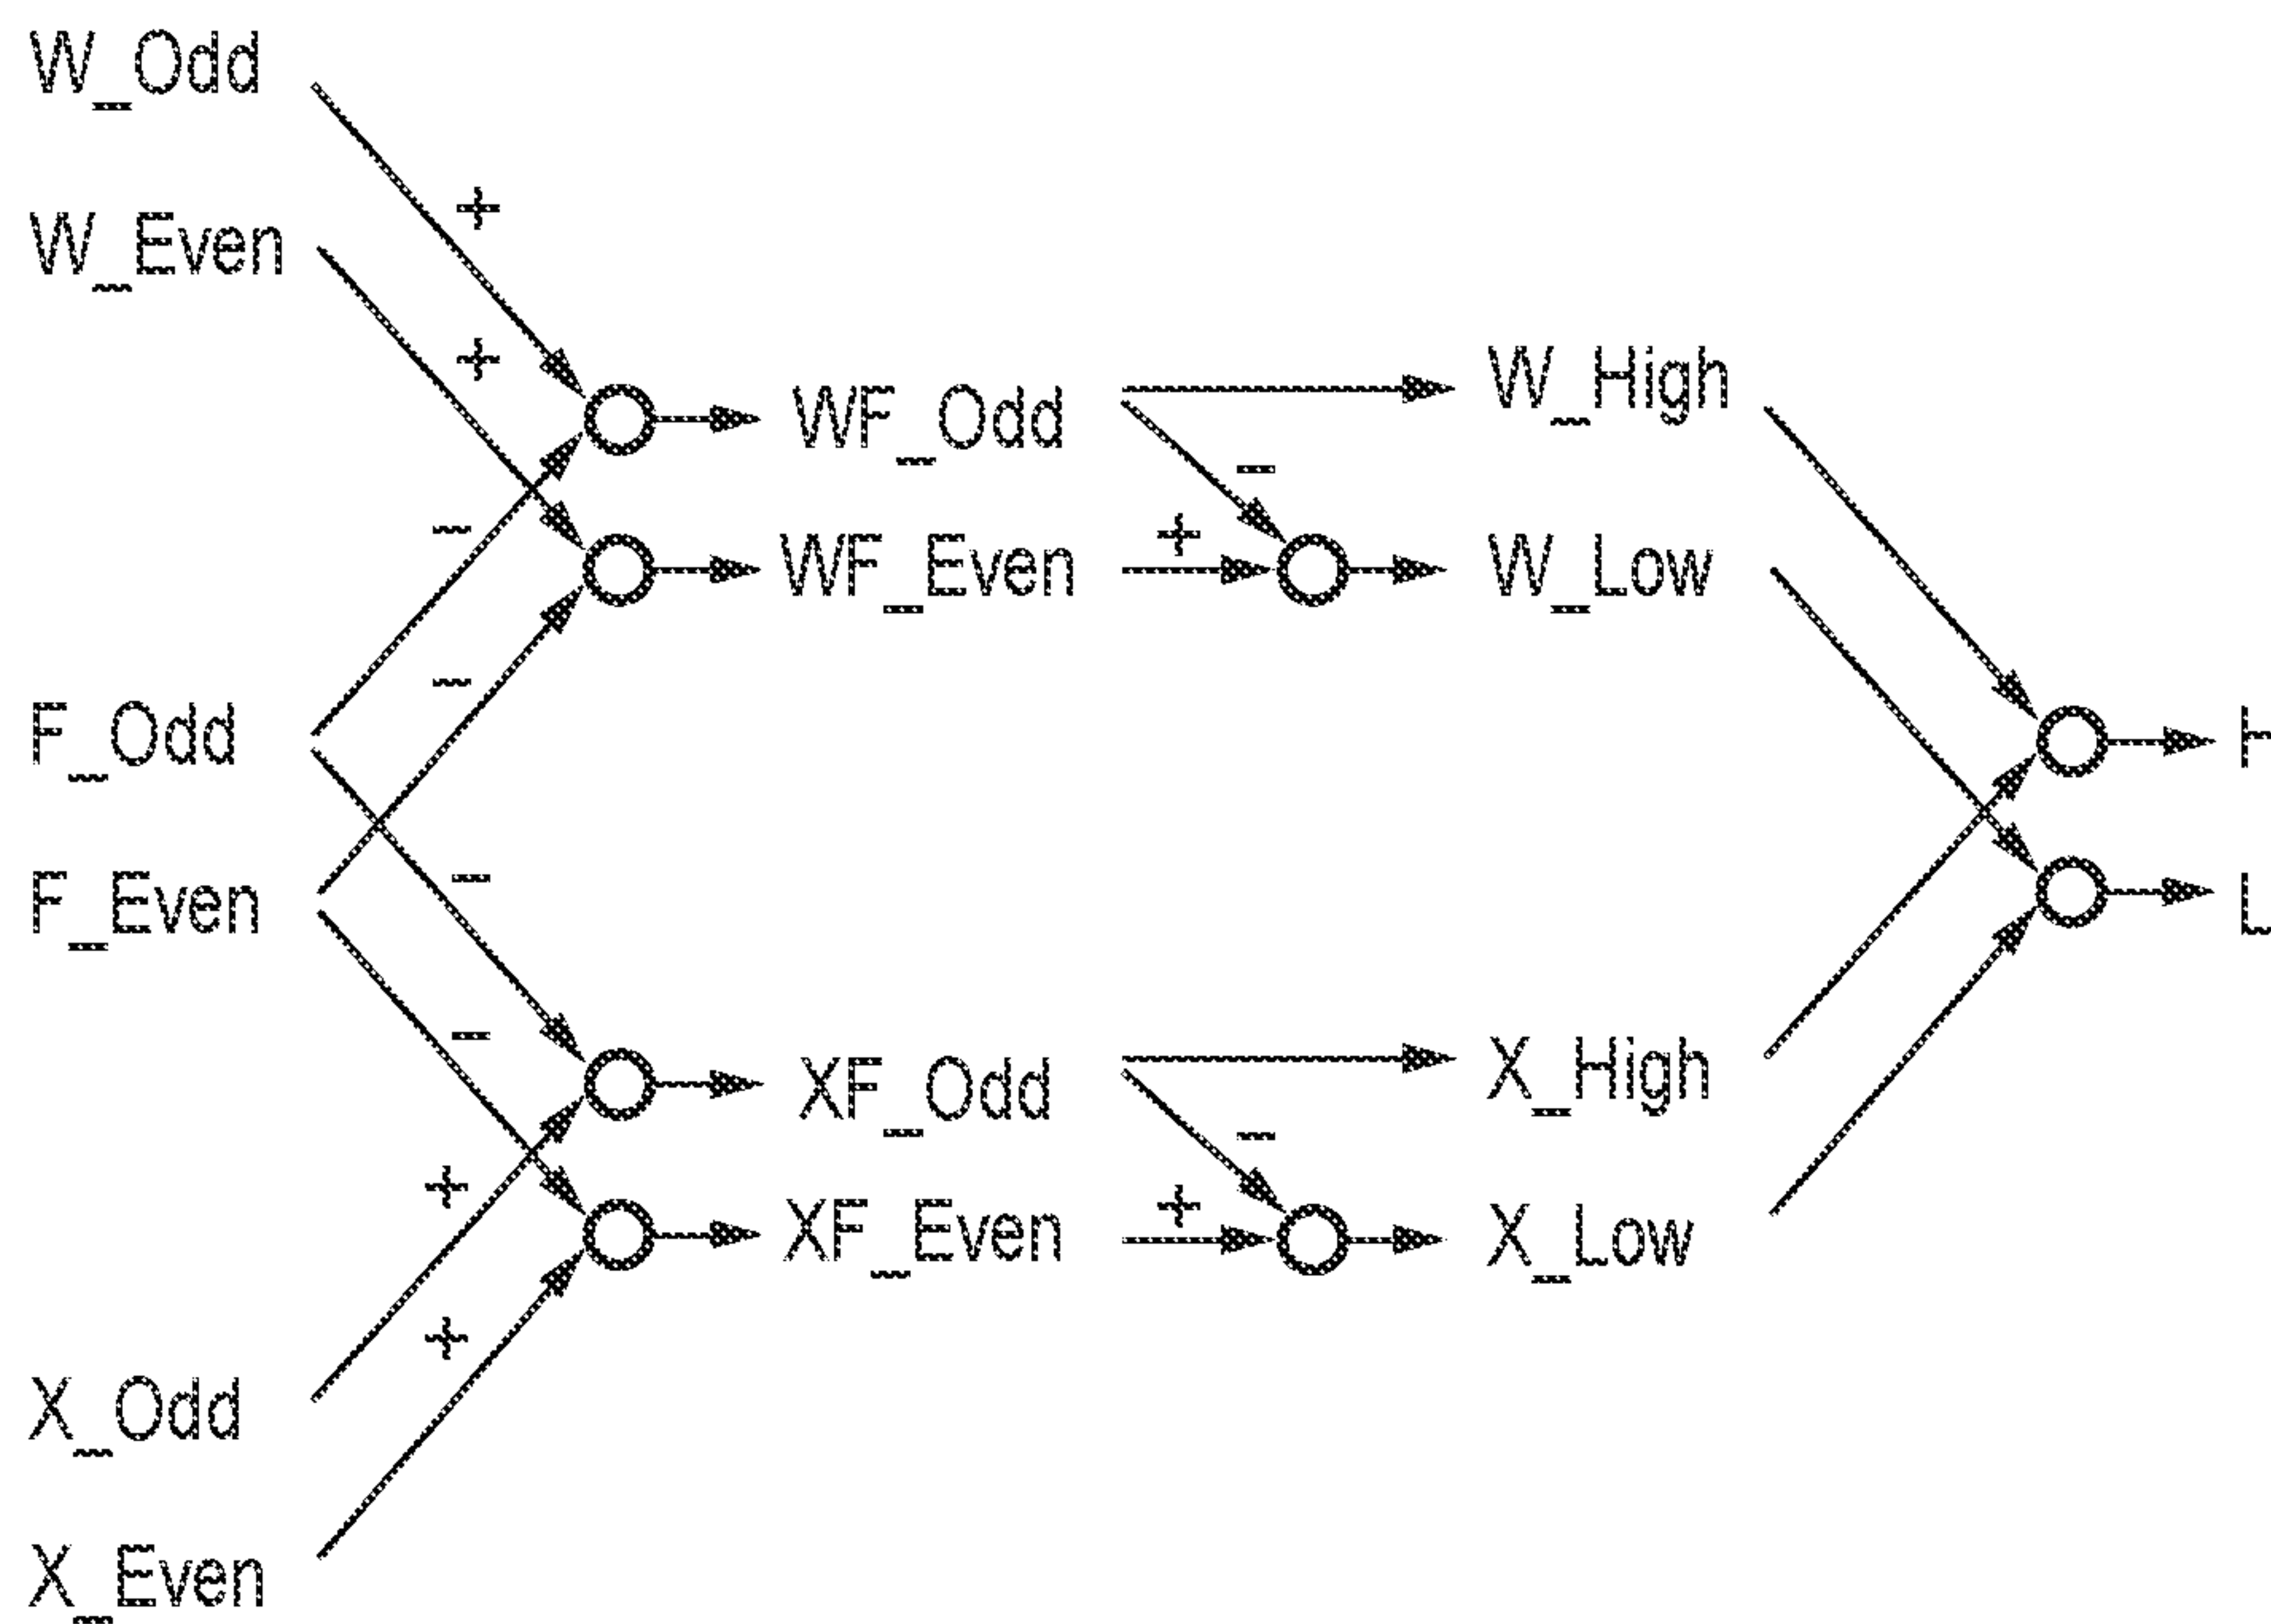 W_Odd
+
W_Even
+
WF_Odd
W_High
-
-
+
WF_Even
W_Low
-
F_Odd
-
F_Even
-
XF_Odd
X_High
-
+
+
XF_Even
X_Low
+
X_Odd
X_Even